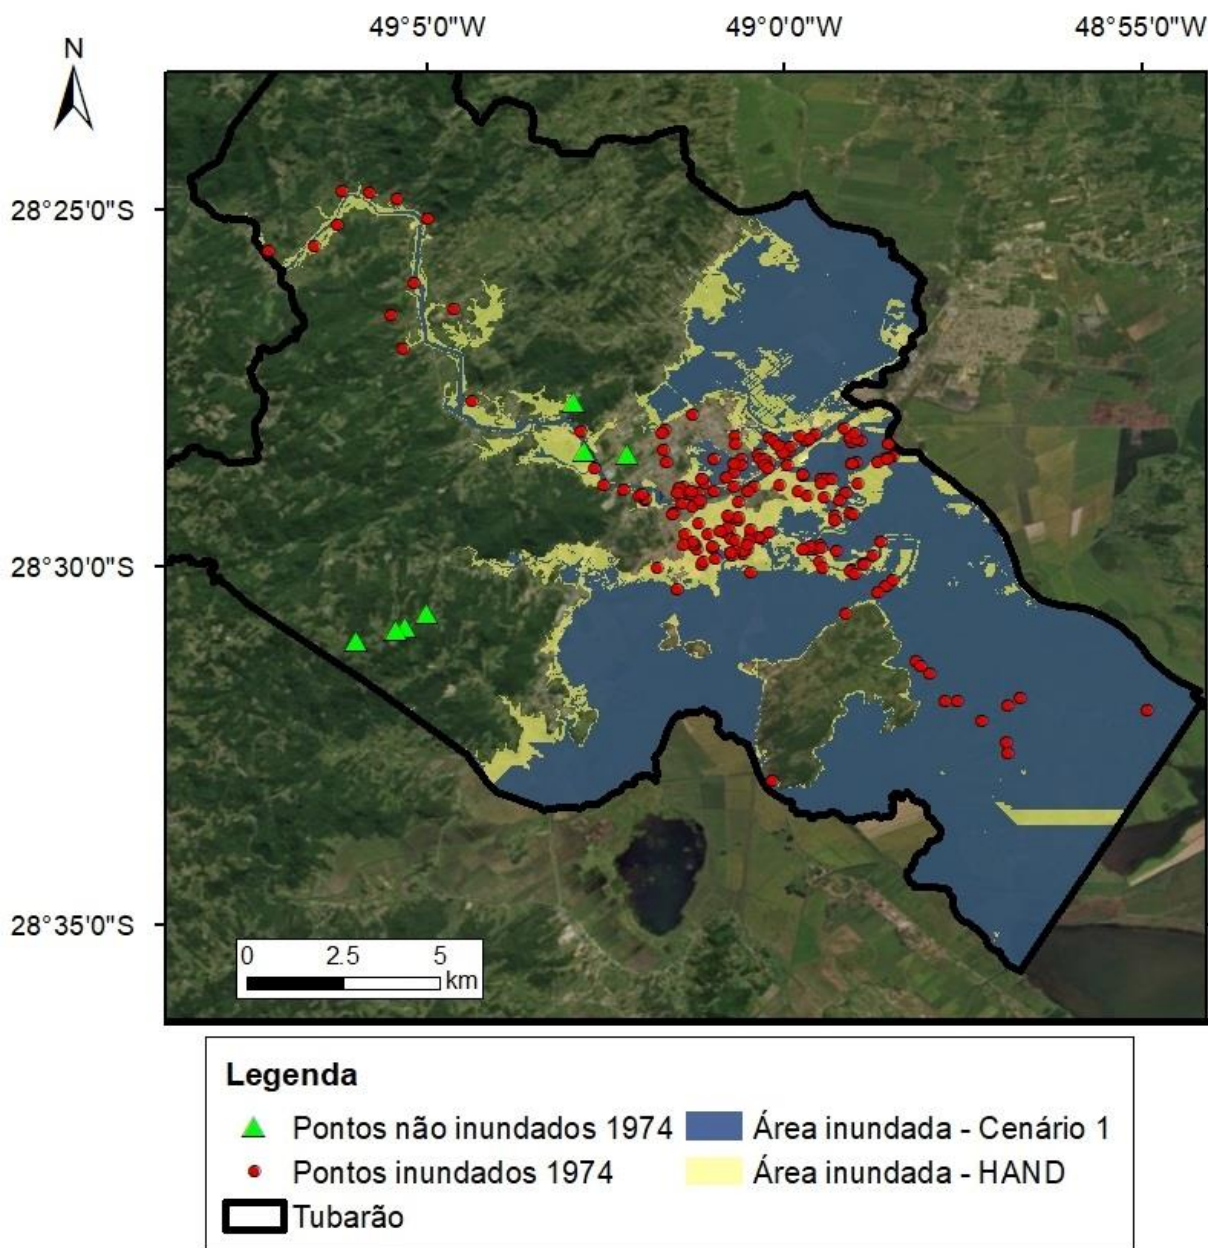 49°5'0"W 49°0'0"W 48°55'0"W
N
28°25'0"S
28°30'0"S
28°35'0"S
0 2.5 5
km
Legenda
Pontos não inundados 1974 Área inundada - Cenário 1
Pontos inundados 1974 Área inundada - HAND
Tubarão